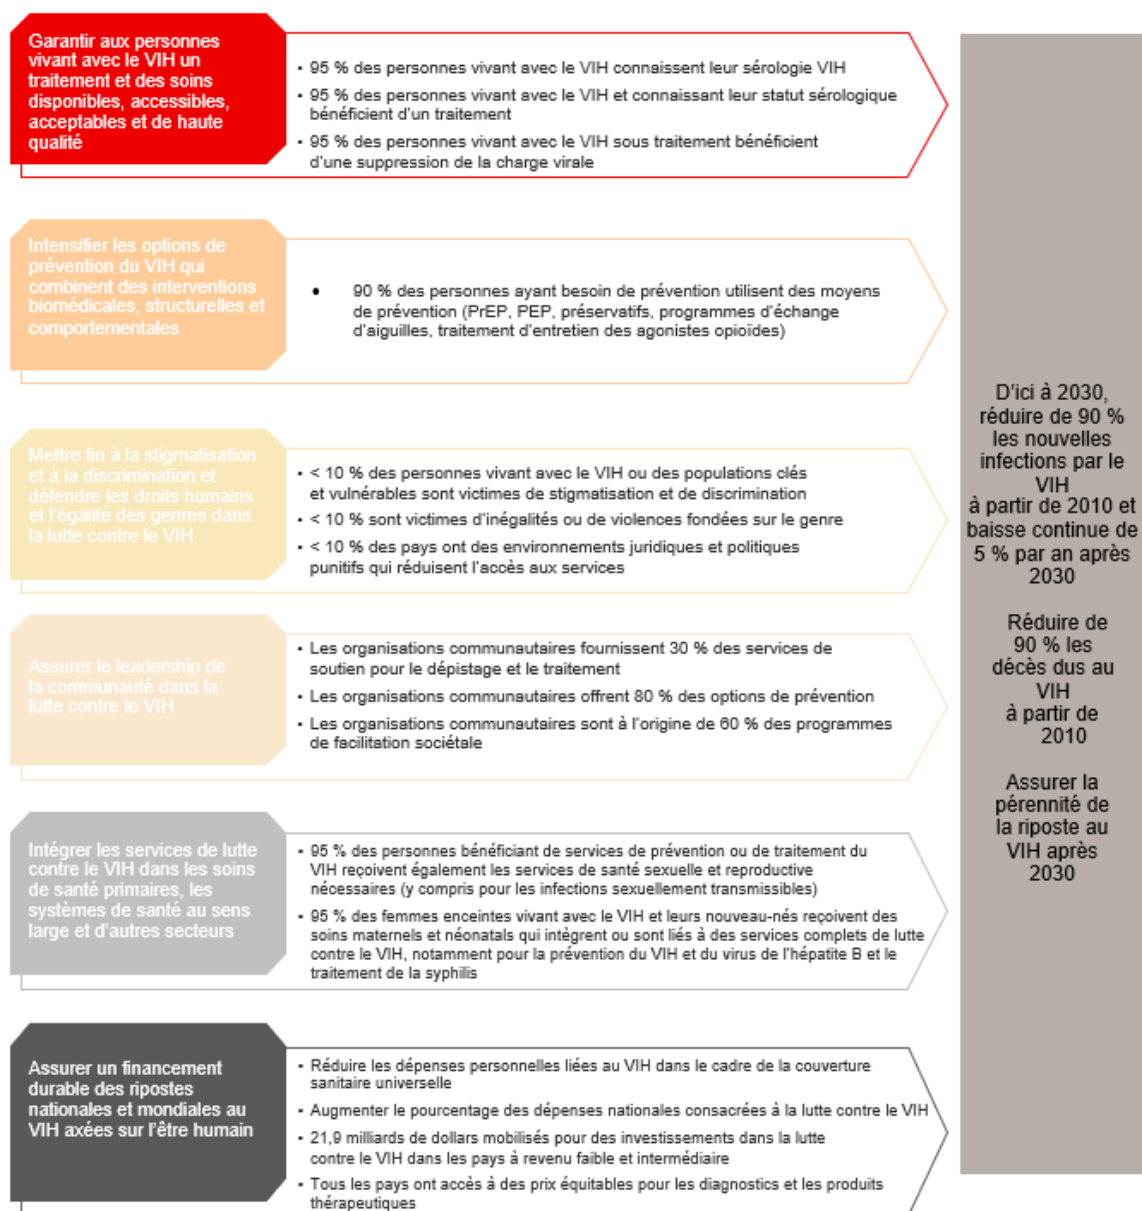 Garantir aux personnes
vivant avec le VIH un
traitement et des soins
disponibles, accessibles,
acceptables et de haute
qualité
- 95 % des personnes vivant avec le VIH connaissent leur sérologie VIH
- 95 % des personnes vivant avec le VIH et connaissant leur statut sérologique
bénéficient d'un traitement
- 95 % des personnes vivant avec le VIH sous traitement bénéficient
d'une suppression de la charge virale
Intensifier les options de
prévention du VIH qui
combinent des interventions
biomédicales, structurelles et
comportementales
• 90 % des personnes ayant besoin de prévention utilisent des moyens
de prévention (PrEP, PEP, préservatifs, programmes d'échange
d'aiguilles, traitement d'entretien des agonistes opioïdes)
Mettre fin à la stigmatisation
et à la discrimination et
défendre les droits humains
et l'égalité des genres dans
la lutte contre le VIH
- < 10 % des personnes vivant avec le VIH ou des populations clés
et vulnérables sont victimes de stigmatisation et de discrimination
- < 10 % sont victimes d'inégalités ou de violences fondées sur le genre
- < 10 % des pays ont des environnements juridiques et politiques
punitifs qui réduisent l'accès aux services
Assurer le leadership de
la communauté dans la
lutte contre le VIH
- Les organisations communautaires fournissent 30 % des services de
soutien pour le dépistage et le traitement
- Les organisations communautaires offrent 80 % des options de prévention
- Les organisations communautaires sont à l'origine de 60 % des programmes
de facilitation sociétale
Intégrer les services de lutte
contre le VIH dans les soins
de santé primaires, les
systèmes de santé au sens
large et d'autres secteurs
- 95 % des personnes bénéficiant de services de prévention ou de traitement du
VIH reçoivent également les services de santé sexuelle et reproductive
nécessaires (y compris pour les infections sexuellement transmissibles)
- 95 % des femmes enceintes vivant avec le VIH et leurs nouveau-nés reçoivent des
soins maternels et néonatals qui intègrent ou sont liés à des services complets de lutte
contre le VIH, notamment pour la prévention du VIH et du virus de l'hépatite B et le
traitement de la syphilis
Assurer un financement
durable des ripostes
nationales et mondiales au
VIH axées sur l'être humain
- Réduire les dépenses personnelles liées au VIH dans le cadre de la couverture
sanitaire universelle
- Augmenter le pourcentage des dépenses nationales consacrées à la lutte contre le VIH
- 21,9 milliards de dollars mobilisés pour des investissements dans la lutte
contre le VIH dans les pays à revenu faible et intermédiaire
- Tous les pays ont accès à des prix équitables pour les diagnostics et les produits
thérapeutiques
D'ici à 2030,
réduire de 90 %
les nouvelles
infections par le
VIH
à partir de 2010 et
baisse continue de
5 % par an après
2030
Réduire de
90 % les
décès dus au
VIH
à partir de
2010
Assurer la
pérennité de
la riposte au
VIH après
2030